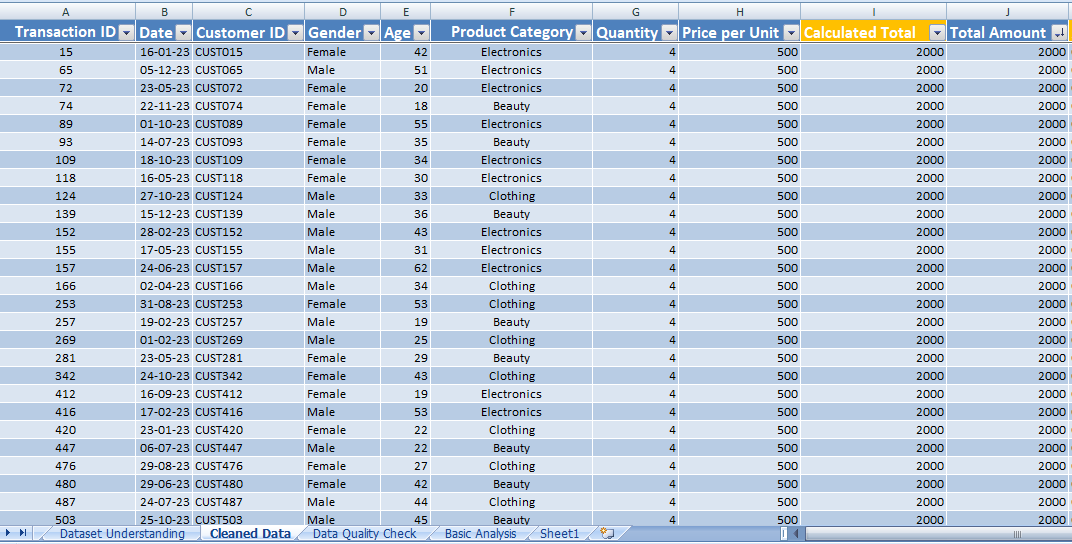 A B C D E F G H I J
Transaction ID Date Customer ID Gender Age Product Category Quantity Price per Unit Calculated Total Total Amount
15 16-01-23 CUST015 Female 42 Electronics 4 500 2000 2000
65 05-12-23 CUST065 Male 51 Electronics 4 500 2000 2000
72 23-05-23 CUST072 Female 20 Electronics 4 500 2000 2000
74 22-11-23 CUST074 Female 18 Beauty 4 500 2000 2000
89 01-10-23 CUST089 Female 55 Electronics 4 500 2000 2000
93 14-07-23 CUST093 Female 35 Beauty 4 500 2000 2000
109 18-10-23 CUST109 Female 34 Electronics 4 500 2000 2000
118 16-05-23 CUST118 Female 30 Electronics 4 500 2000 2000
124 27-10-23 CUST124 Male 33 Clothing 4 500 2000 2000
139 15-12-23 CUST139 Male 36 Beauty 4 500 2000 2000
152 28-02-23 CUST152 Male 43 Electronics 4 500 2000 2000
155 17-05-23 CUST155 Male 31 Electronics 4 500 2000 2000
157 24-06-23 CUST157 Male 62 Electronics 4 500 2000 2000
166 02-04-23 CUST166 Male 34 Clothing 4 500 2000 2000
253 31-08-23 CUST253 Female 53 Clothing 4 500 2000 2000
257 19-02-23 CUST257 Male 19 Beauty 4 500 2000 2000
269 01-02-23 CUST269 Male 25 Clothing 4 500 2000 2000
281 23-05-23 CUST281 Female 29 Beauty 4 500 2000 2000
342 24-10-23 CUST342 Female 43 Clothing 4 500 2000 2000
412 16-09-23 CUST412 Female 19 Electronics 4 500 2000 2000
416 17-02-23 CUST416 Male 53 Electronics 4 500 2000 2000
420 23-01-23 CUST420 Female 22 Clothing 4 500 2000 2000
447 06-07-23 CUST447 Male 22 Beauty 4 500 2000 2000
476 29-08-23 CUST476 Female 27 Clothing 4 500 2000 2000
480 29-06-23 CUST480 Female 42 Beauty 4 500 2000 2000
487 24-07-23 CUST487 Male 44 Clothing 4 500 2000 2000
503 25-10-23 CUST503 Male 45 Beauty 4 500 2000 2000
Dataset Understanding Cleaned Data Data Quality Check Basic Analysis Sheet1